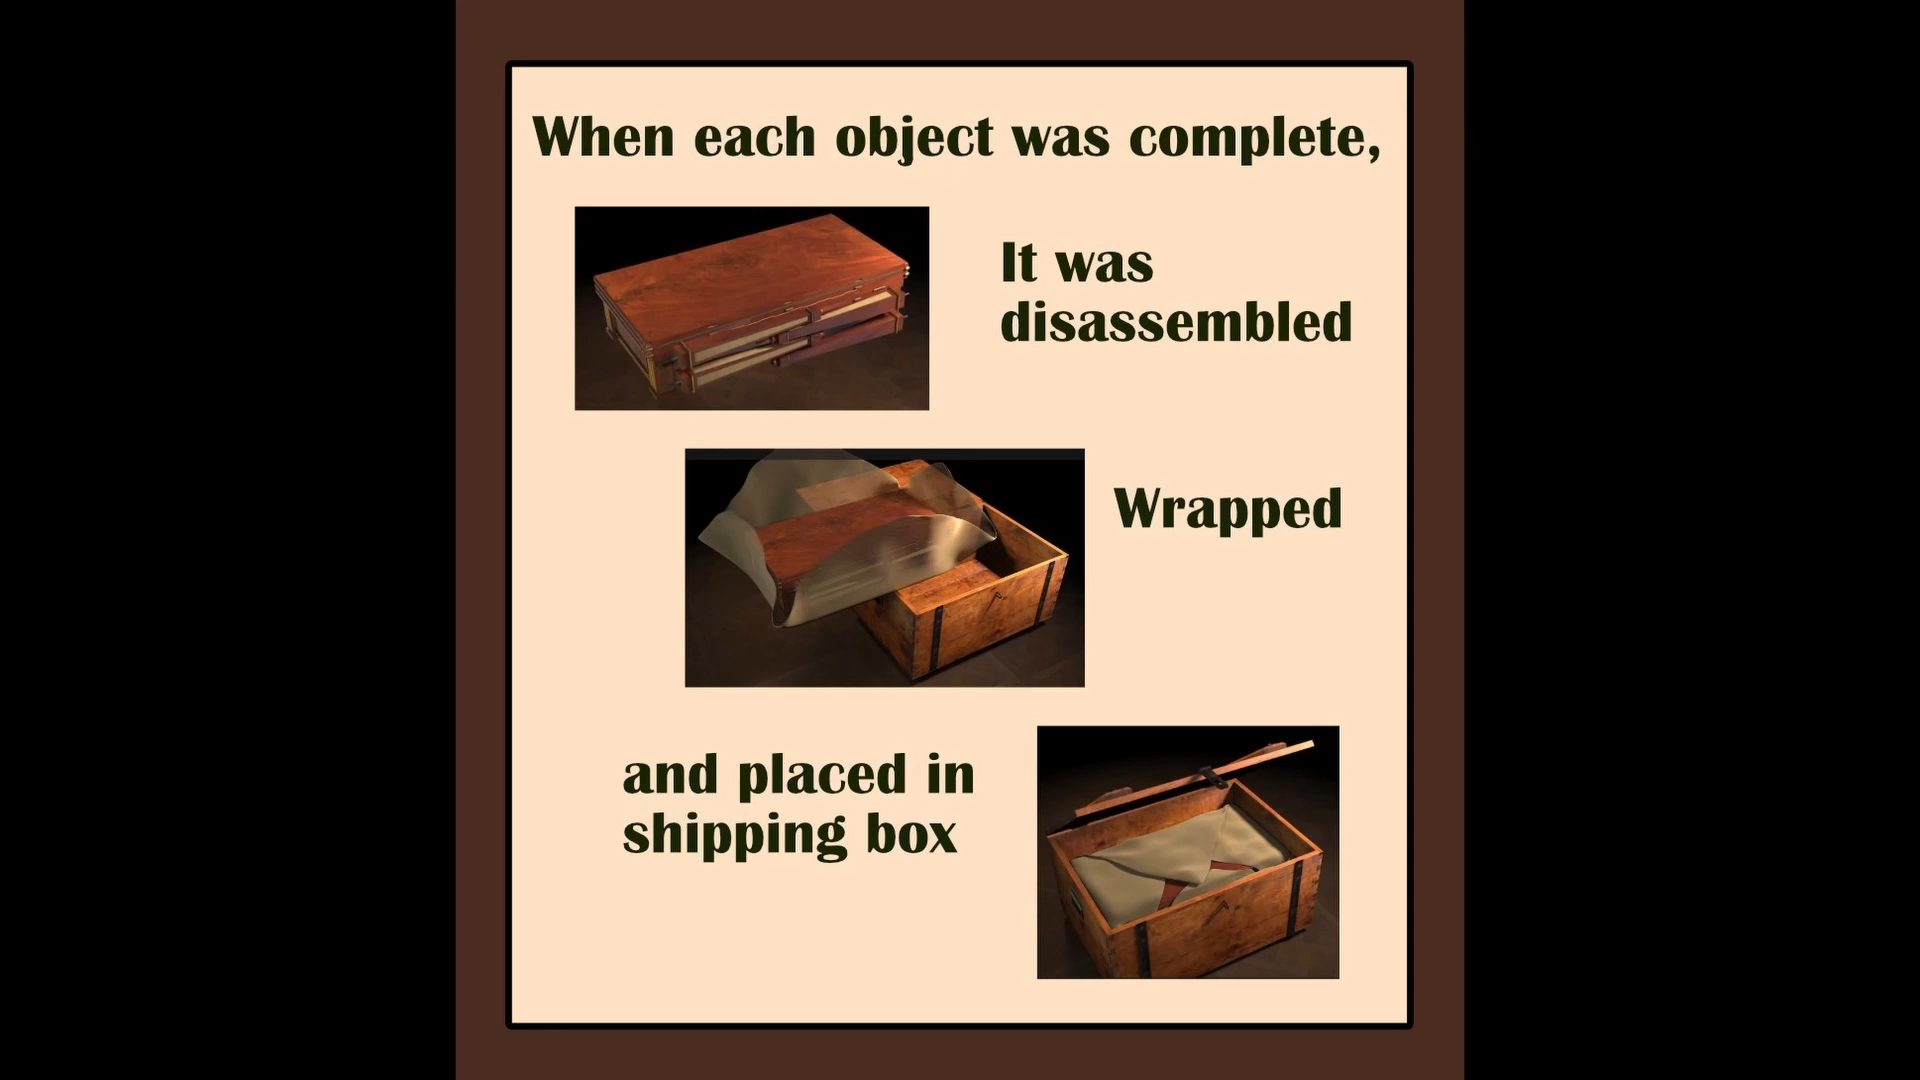 When each object was complete,
It was
disassembled
Wrapped
and placed in
shipping box